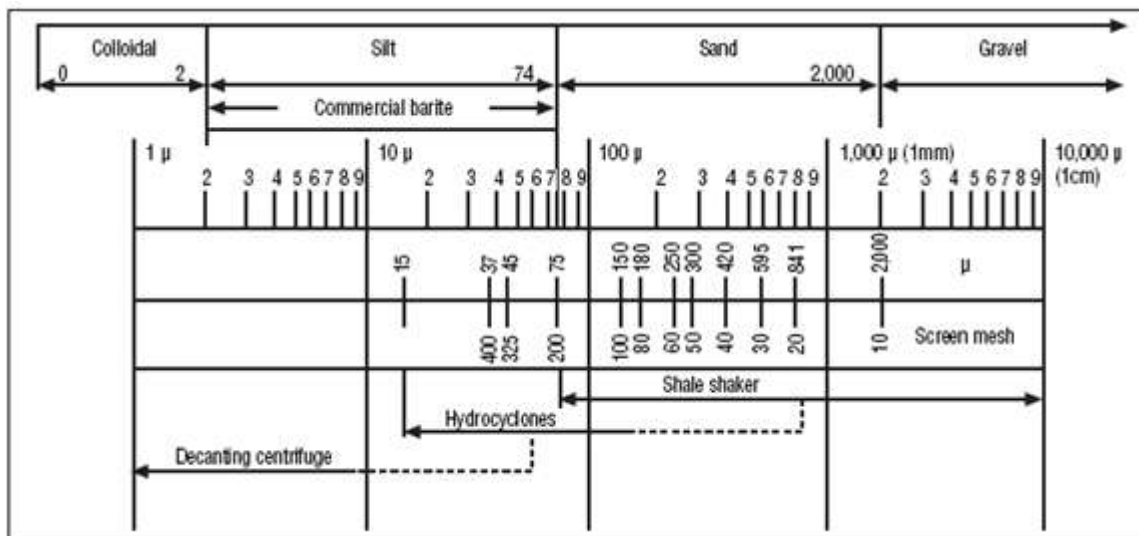 Colloidal Silt Sand Gravel
0 2 74 2,000
Commercial barite
1 µ 10 µ 100 µ 1,000 µ (1mm) 10,000 µ
(1cm)
2 3 4 5 6 7 8 9 2 3 4 5 6 7 8 9 2 3 4 5 6 7 8 9 2 3 4 5 6 7 8 9
15 37 45 75 150 180 250 300 420 595 841 2,000 µ
400 325 200 100 80 60 50 40 30 20 10 Screen mesh
Shale shaker
Hydrocyclones
Decanting centrifuge